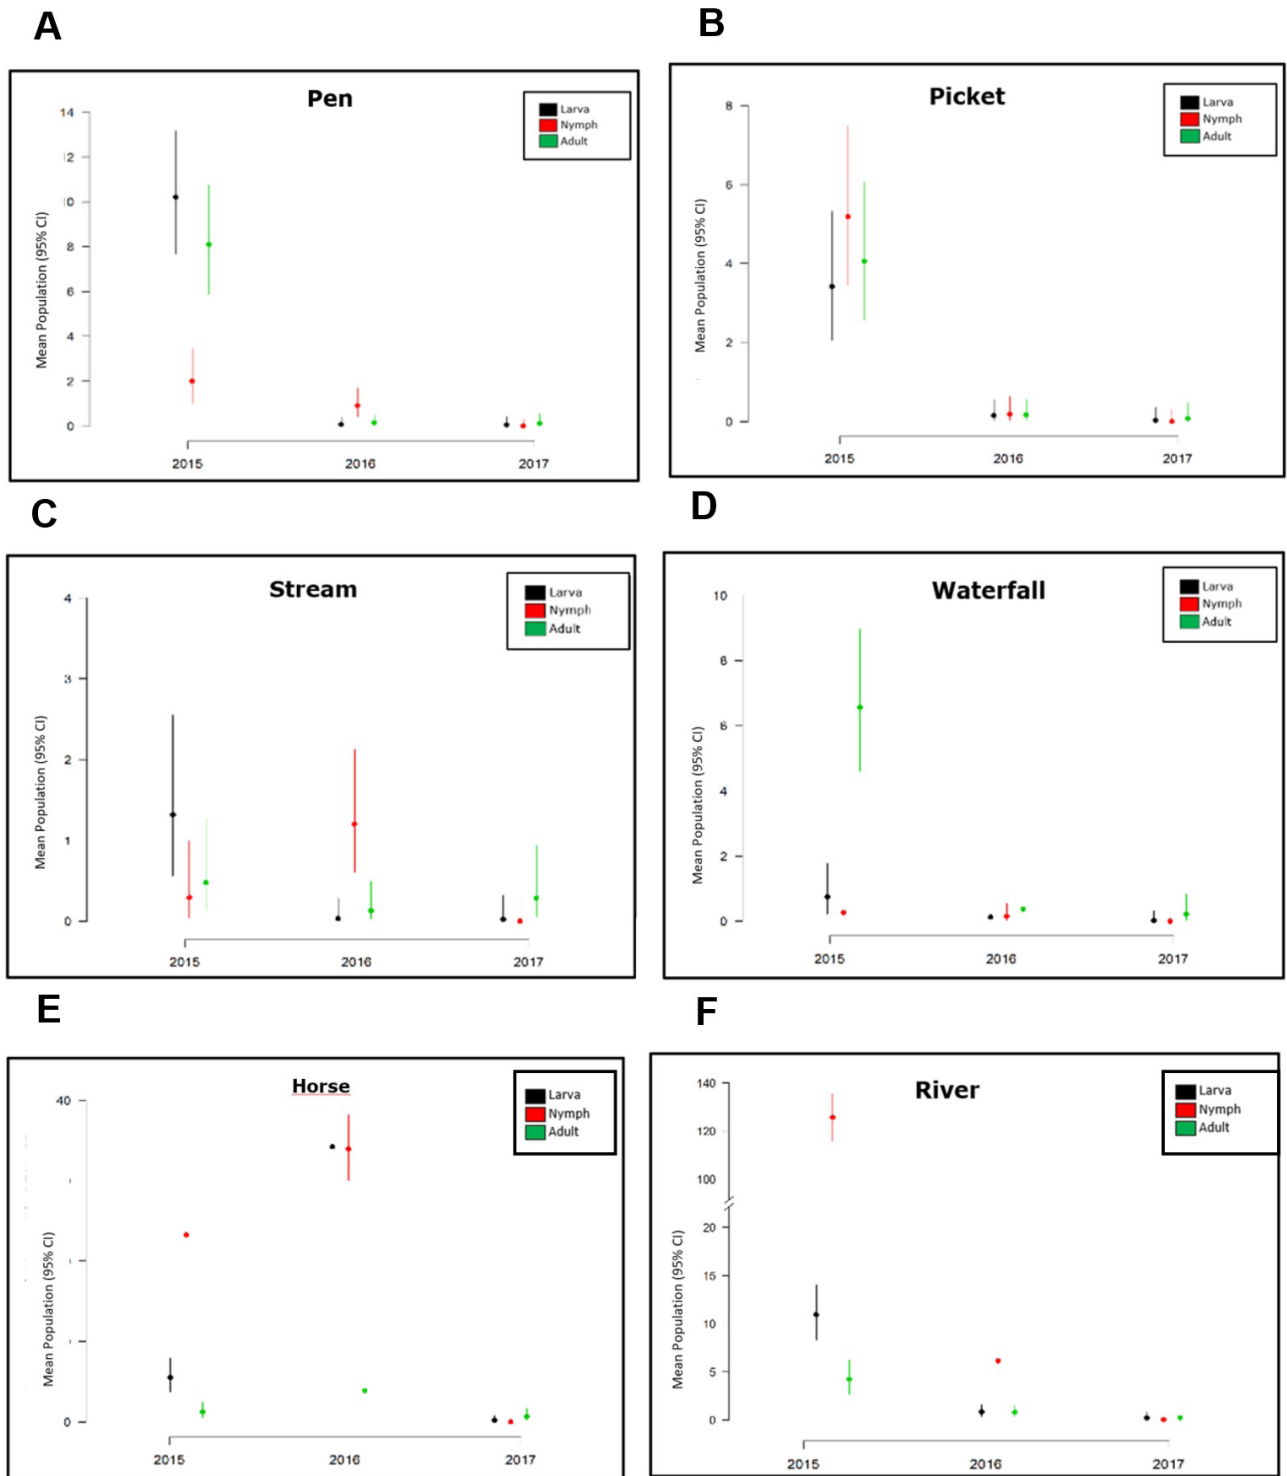 A
Pen
Larva
Nymph
Adult
Mean Population (95% CI)
14
12
10
8
6
4
2
0
2015 2016 2017
B
Picket
Larva
Nymph
Adult
Mean Population (95% CI)
8
6
4
2
0
2015 2016 2017
C
Stream
Larva
Nymph
Adult
Mean Population (95% CI)
4
3
2
1
0
2015 2016 2017
D
Waterfall
Larva
Nymph
Adult
Mean Population (95% CI)
10
8
6
4
2
0
2015 2016 2017
E
Horse
Larva
Nymph
Adult
Mean Population (95% CI)
40
0
2015 2016 2017
F
River
Larva
Nymph
Adult
Mean Population (95% CI)
140
120
100
20
15
10
5
0
2015 2016 2017